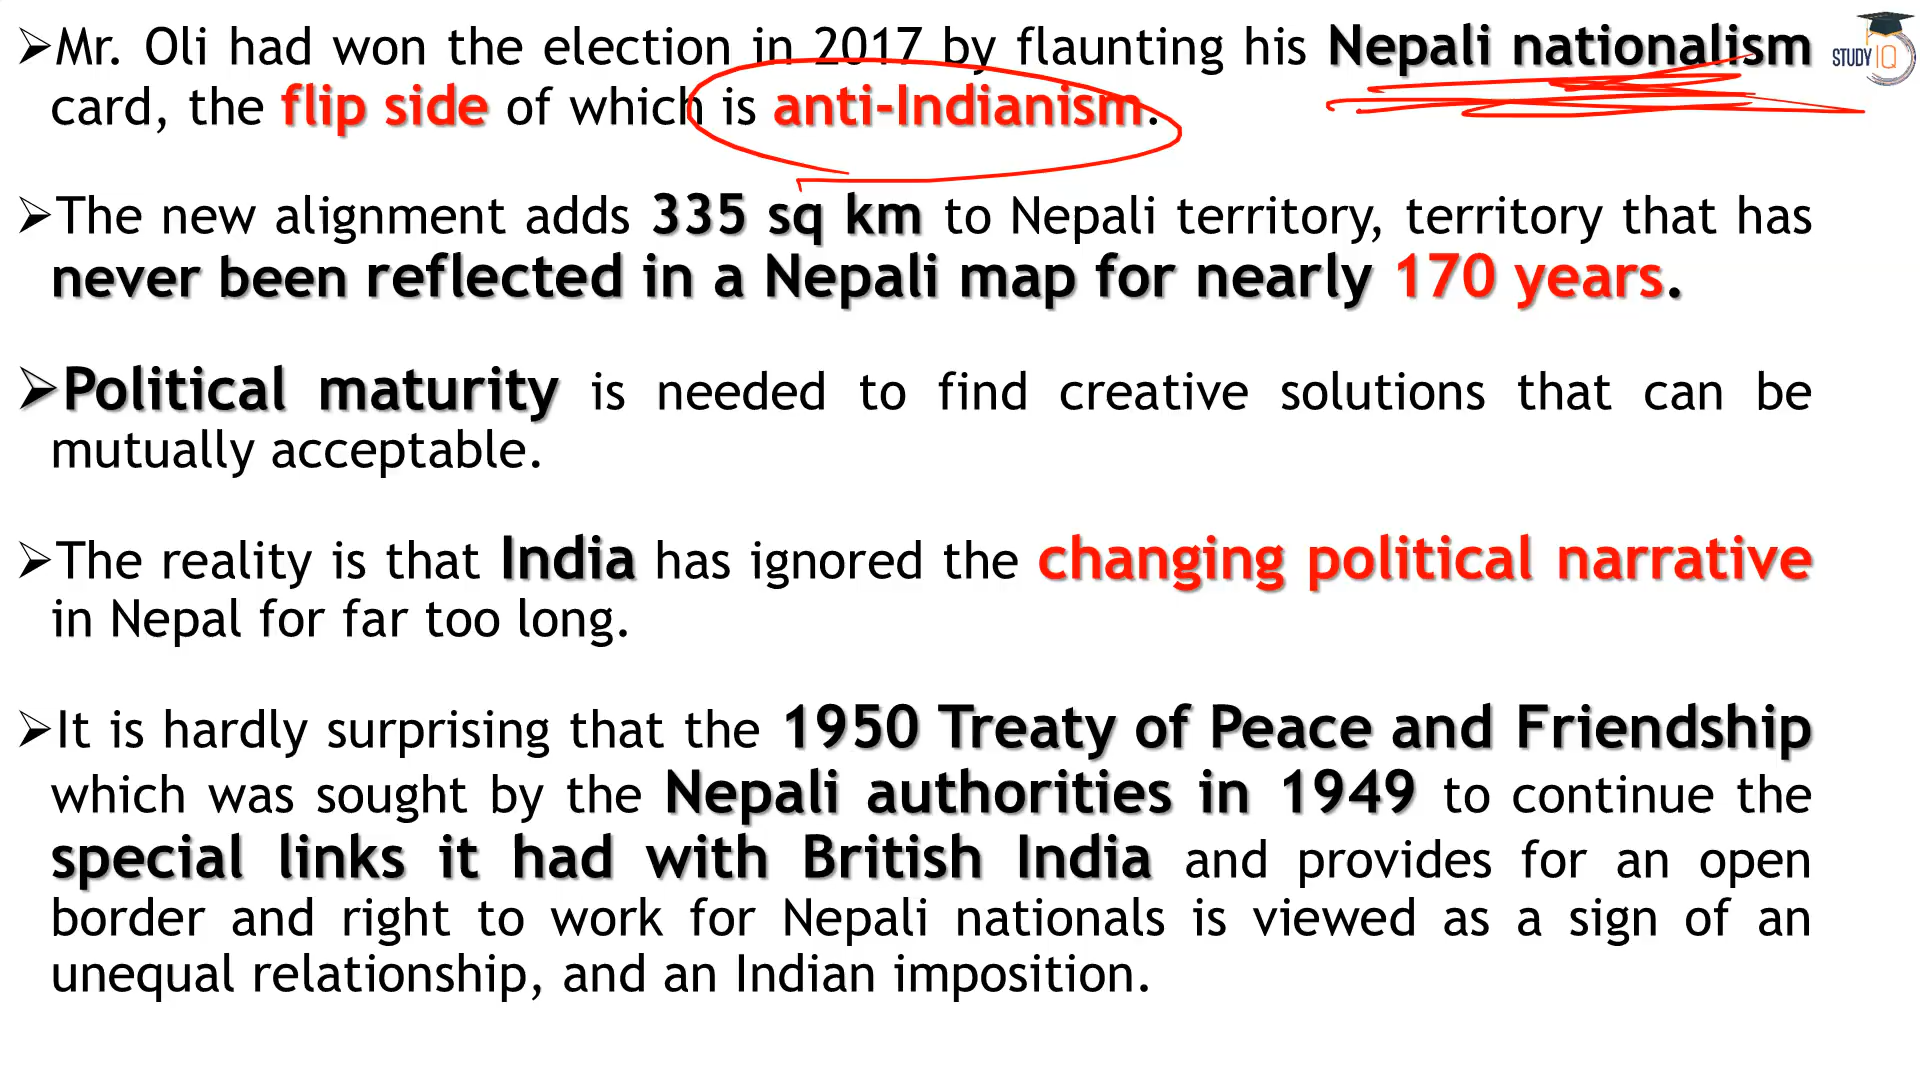 ➢Mr. Oli had won the election in 2017 by flaunting his Nepali nationalism
card, the flip side of which is anti-Indianism.
STUDY IQ
➢The new alignment adds 335 sq km to Nepali territory, territory that has
never been reflected in a Nepali map for nearly 170 years.
➢Political maturity is needed to find creative solutions that can be
mutually acceptable.
➢The reality is that India has ignored the changing political narrative
in Nepal for far too long.
➢It is hardly surprising that the 1950 Treaty of Peace and Friendship
which was sought by the Nepali authorities in 1949 to continue the
special links it had with British India and provides for an open
border and right to work for Nepali nationals is viewed as a sign of an
unequal relationship, and an Indian imposition.